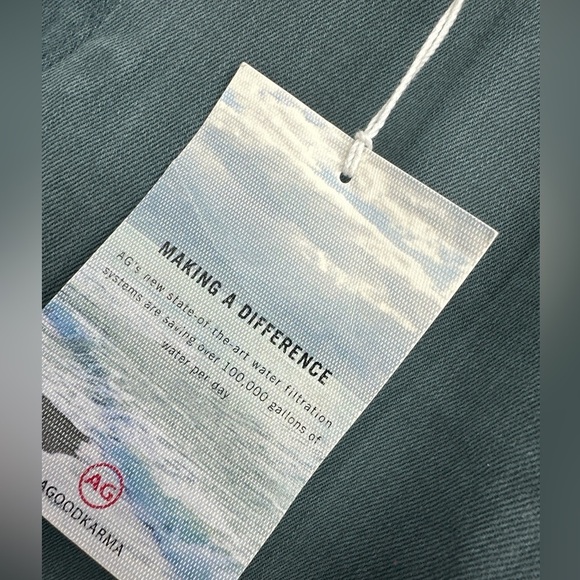 MAKING A DIFFERENCE
AG's new state-of the-art water filtration
systems are saving over 100,000 gallons of
water per day
AG
AGOODKARMA